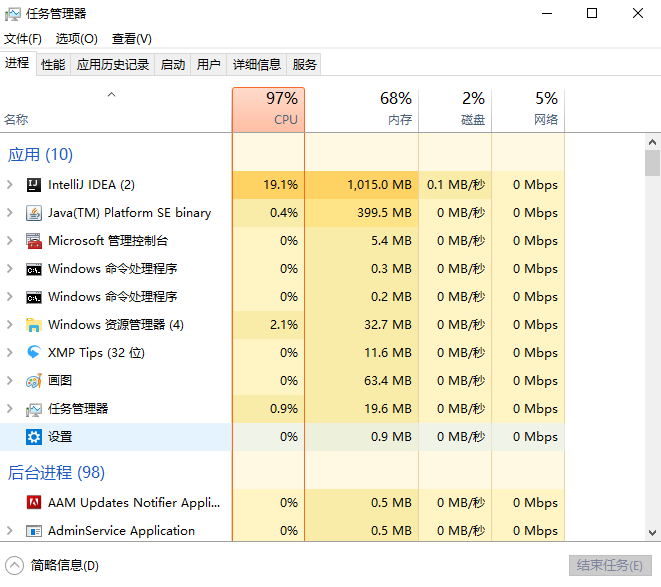 任务管理器
文件(F) 选项(O) 查看(V)
进程 性能 应用历史记录 启动 用户 详细信息 服务
97% 68% 2% 5%
名称 CPU 内存 磁盘 网络
应用 (10)
IntelliJ IDEA (2) 19.1% 1,015.0 MB 0.1 MB/秒 0 Mbps
Java(TM) Platform SE binary 0.4% 399.5 MB 0 MB/秒 0 Mbps
Microsoft 管理控制台 0% 5.4 MB 0 MB/秒 0 Mbps
Windows 命令处理程序 0% 0.3 MB 0 MB/秒 0 Mbps
Windows 命令处理程序 0% 0.2 MB 0 MB/秒 0 Mbps
Windows 资源管理器 (4) 2.1% 32.7 MB 0 MB/秒 0 Mbps
XMP Tips (32 位) 0% 11.6 MB 0 MB/秒 0 Mbps
画图 0% 63.4 MB 0 MB/秒 0 Mbps
任务管理器 0.9% 19.6 MB 0 MB/秒 0 Mbps
设置 0% 0.9 MB 0 MB/秒 0 Mbps
后台进程 (98)
AAM Updates Notifier Appli... 0% 0.5 MB 0 MB/秒 0 Mbps
AdminService Application 0% 0.5 MB 0 MB/秒 0 Mbps
简略信息(D) 结束任务(E)